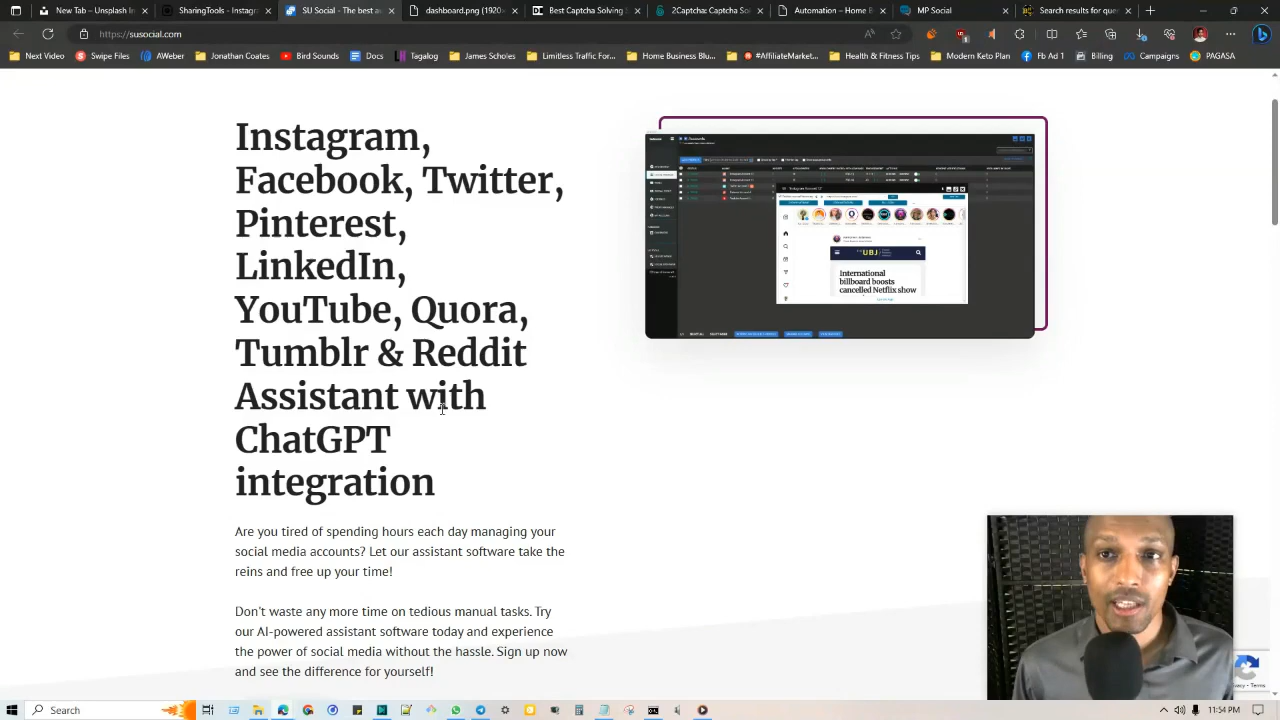 New Tab - Unsplash In
SharingTools - Instagr
SU Social - The best a
dashboard.png (1920×
Best Captcha Solving
2Captcha: Captcha So
Automation – Home B
MP Social
Search results for que
https://susocial.com
Next Video
Swipe Files
AWeber
Jonathan Coates
Bird Sounds
Docs
Tagalog
James Scholes
Limitless Traffic For...
Home Business Blu...
#AffiliateMarket...
Health & Fitness Tips
Modern Keto Plan
Fb Ad 1
Billing
Campaigns
PAGASA
Instagram,
Facebook, Twitter,
Pinterest,
LinkedIn,
YouTube, Quora,
Tumblr & Reddit
Assistant with
ChatGPT
integration
UBJ
International
billboard boosts
cancelled Netflix show
Are you tired of spending hours each day managing your
social media accounts? Let our assistant software take the
reins and free up your time!
Don't waste any more time on tedious manual tasks. Try
our AI-powered assistant software today and experience
the power of social media without the hassle. Sign up now
and see the difference for yourself!
Privacy - Terms
Search
11:54 PM